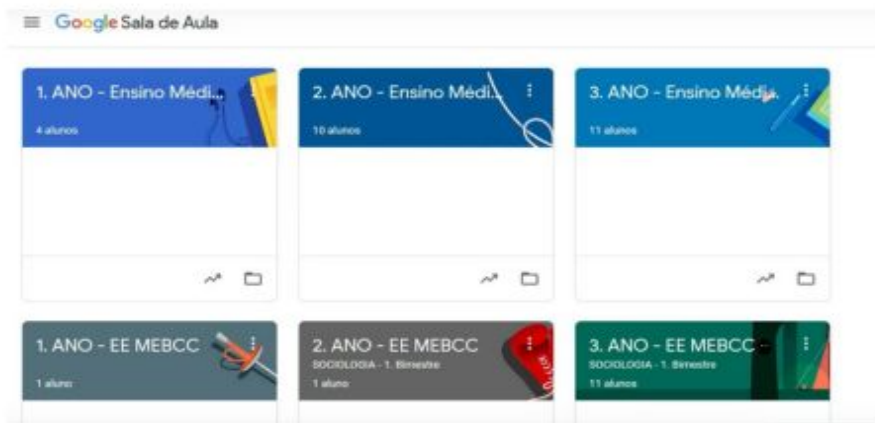 Google Sala de Aula
1. ANO - Ensino Médi...
4 alunos
2. ANO - Ensino Médi...
10 alunos
3. ANO - Ensino Médi...
11 alunos
1. ANO - EE MEBCC
1 aluno
2. ANO - EE MEBCC
SOCIOLOGIA - 1. Bimestre
1 aluno
3. ANO - EE MEBCC -
SOCIOLOGIA - 1. Bimestre
11 alunos